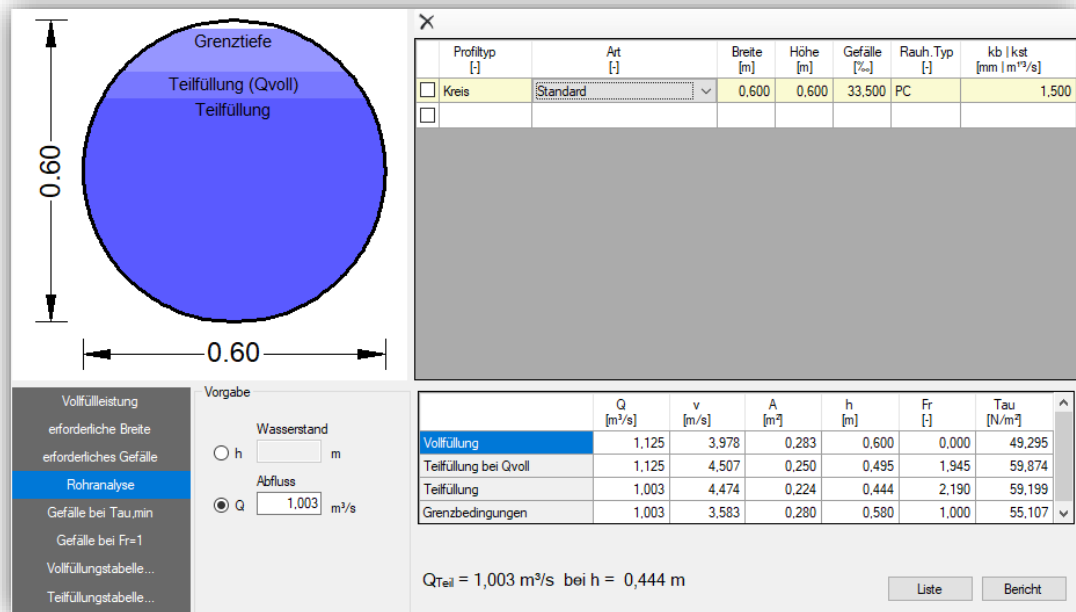 Grenztiefe
Teilfüllung (Qvoll)
Teilfüllung
0.60
0.60
Profiltyp Art Breite Höhe Gefälle Rauh.Typ kb | kst
[-] [-] [m] [m] [‰] [-] [mm | m¹'³/s]
Kreis Standard 0,600 0,600 33,500 PC 1,500
Vollfülleistung
erforderliche Breite
erforderliches Gefälle
Rohranalyse
Gefälle bei Tau,min
Gefälle bei Fr=1
Vollfüllungstabelle...
Teilfüllungstabelle...
Vorgabe
Wasserstand
h m
Abfluss
Q 1,003 m³/s
Q v A h Fr Tau
[m³/s] [m/s] [m²] [m] [-] [N/m²]
Vollfüllung 1,125 3,978 0,283 0,600 0,000 49,295
Teilfüllung bei Qvoll 1,125 4,507 0,250 0,495 1,945 59,874
Teilfüllung 1,003 4,474 0,224 0,444 2,190 59,199
Grenzbedingungen 1,003 3,583 0,280 0,580 1,000 55,107
QTeil = 1,003 m³/s bei h = 0,444 m
Liste Bericht